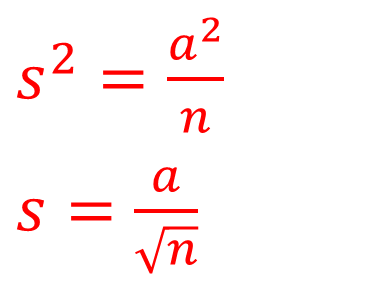 s² = a²/n
s = a/√n